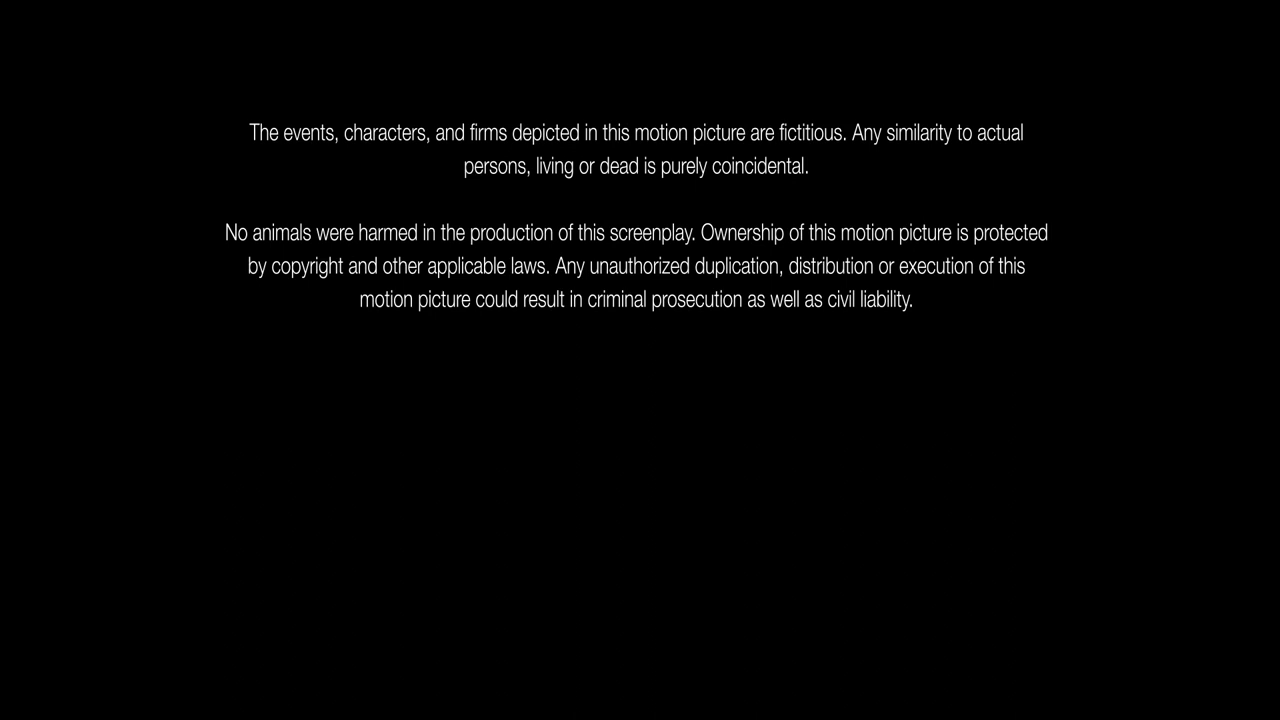 The events, characters, and firms depicted in this motion picture are fictitious. Any similarity to actual
persons, living or dead is purely coincidental.
No animals were harmed in the production of this screenplay. Ownership of this motion picture is protected
by copyright and other applicable laws. Any unauthorized duplication, distribution or execution of this
motion picture could result in criminal prosecution as well as civil liability.